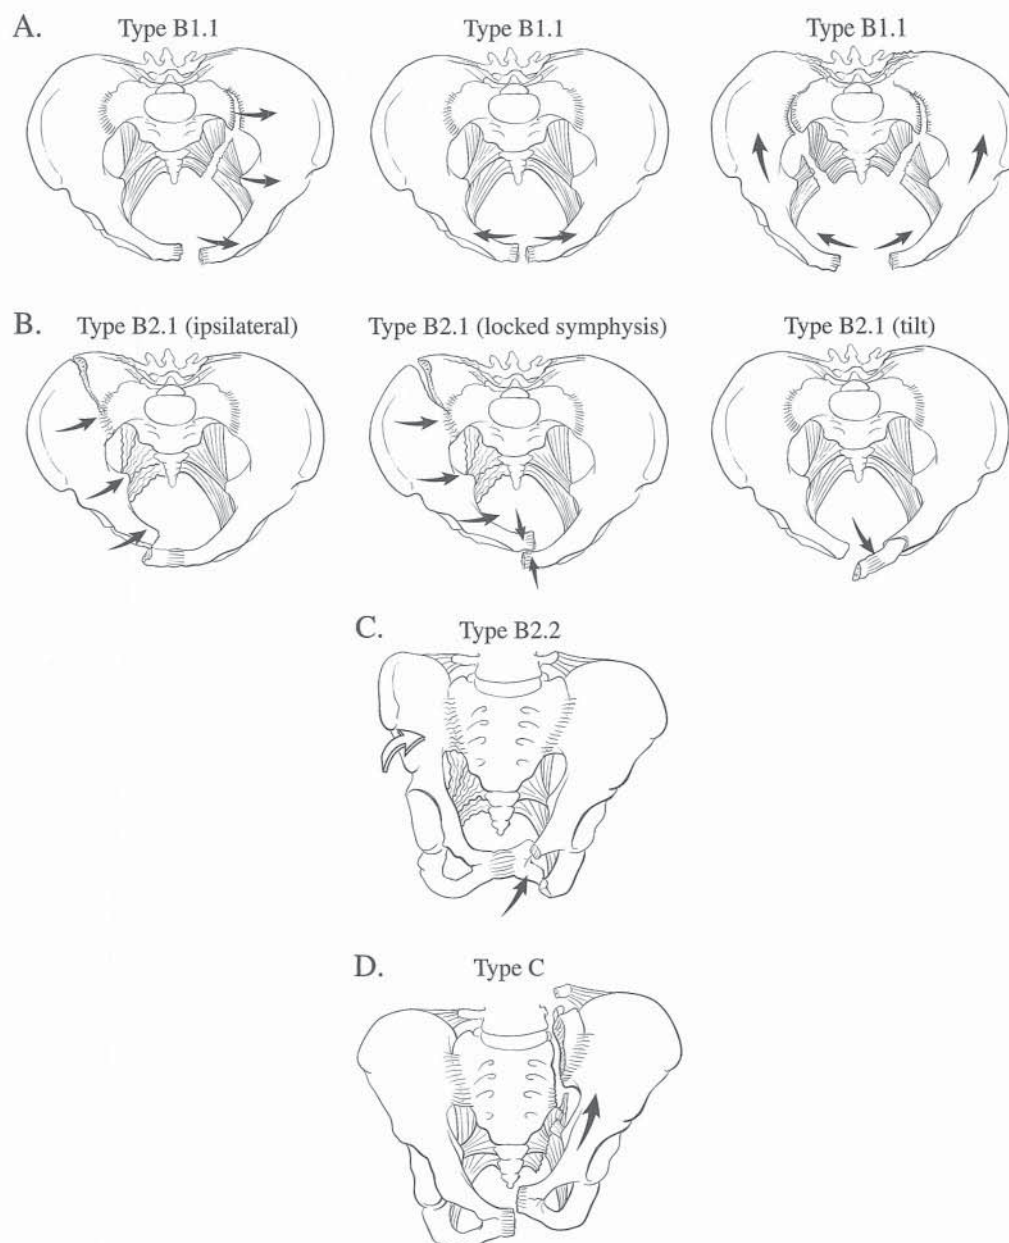 A. Type B1.1 Type B1.1 Type B1.1
B. Type B2.1 (ipsilateral) Type B2.1 (locked symphysis) Type B2.1 (tilt)
C. Type B2.2
D. Type C